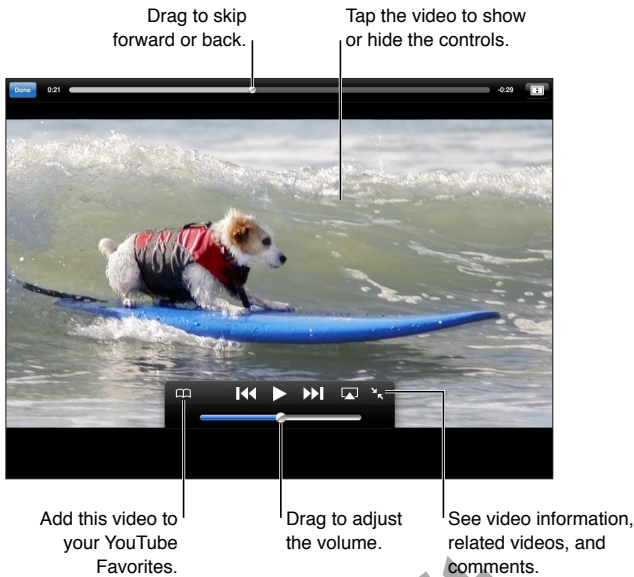 Drag to skip
forward or back.
Tap the video to show
or hide the controls.
Done 0:21 -0:29
Add this video to
your YouTube
Favorites.
Drag to adjust
the volume.
See video information,
related videos, and
comments.